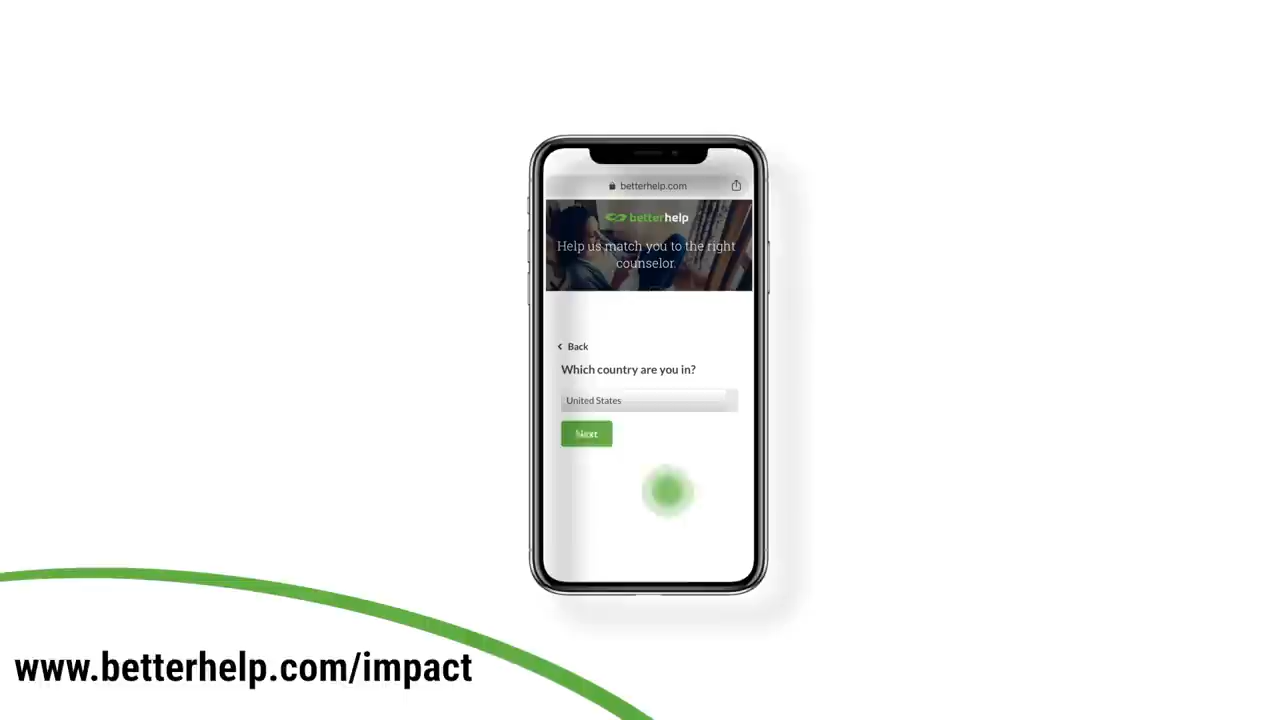 betterhelp.com
betterhelp
Help us match you to the right
counselor.
Back
Which country are you in?
United States
Next
www.betterhelp.com/impact